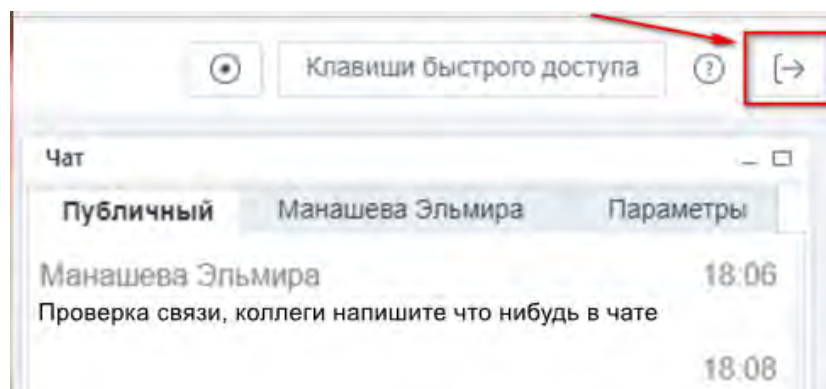 Клавиши быстрого доступа
Чат
Публичный Манашева Эльмира Параметры
Манашева Эльмира 18:06
Проверка связи, коллеги напишите что нибудь в чате
18:08